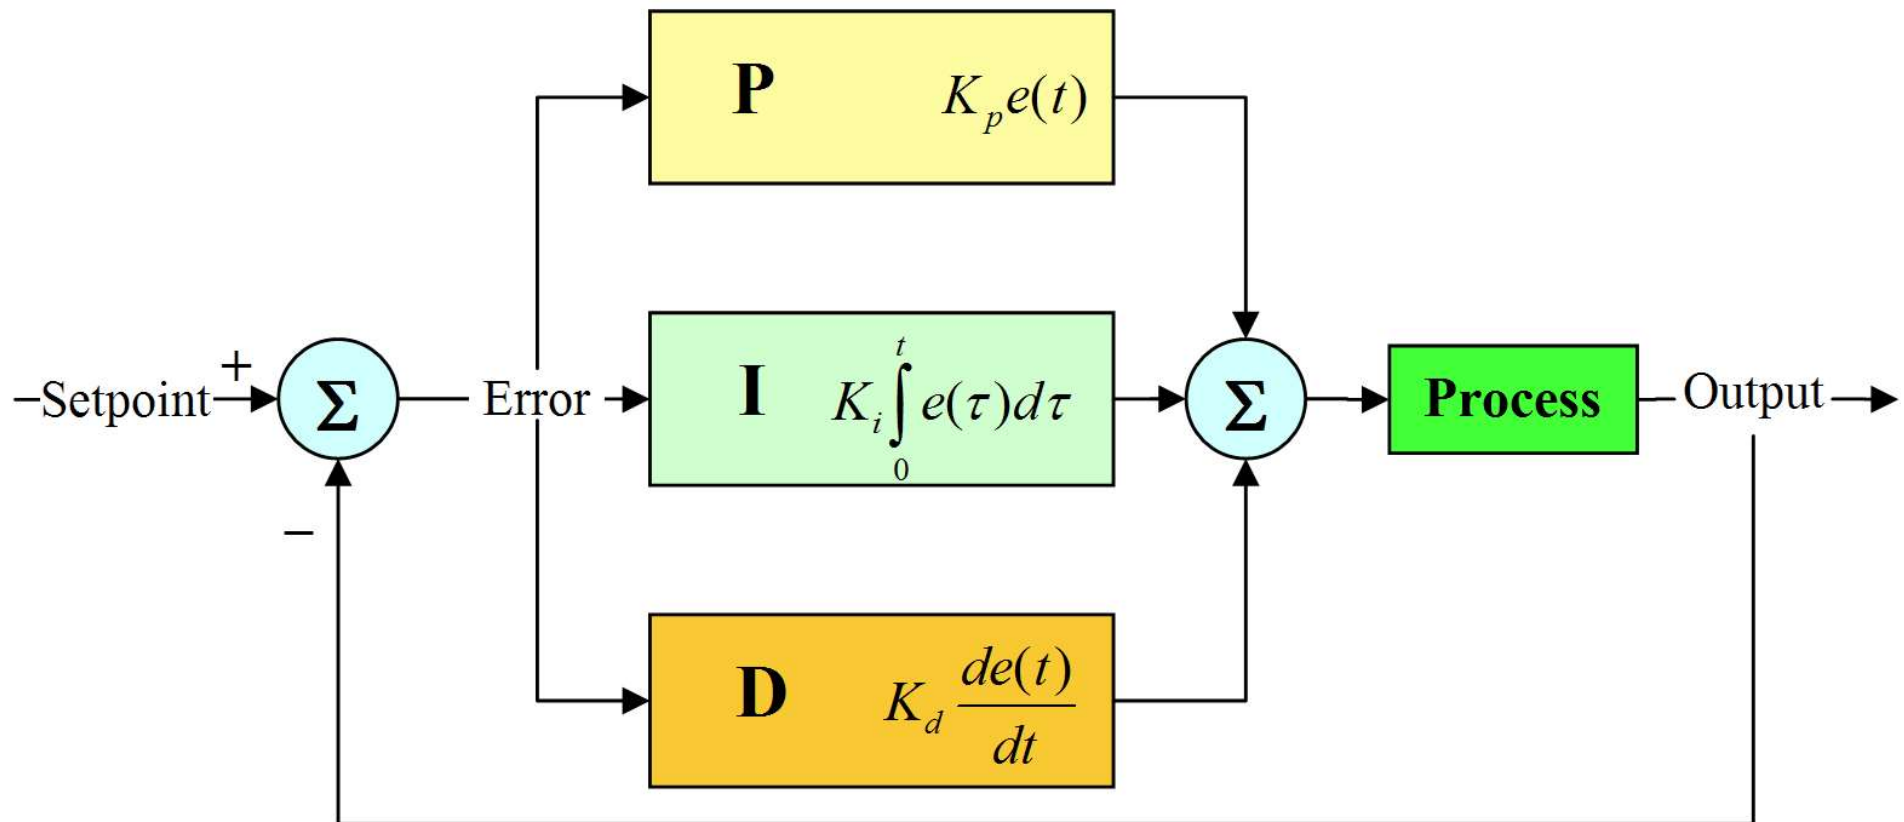 P K_p e(t)
–Setpoint
+
Σ
–
Error
I K_i ∫_0^t e(τ)dτ
D K_d de(t)/dt
Σ
Process
Output